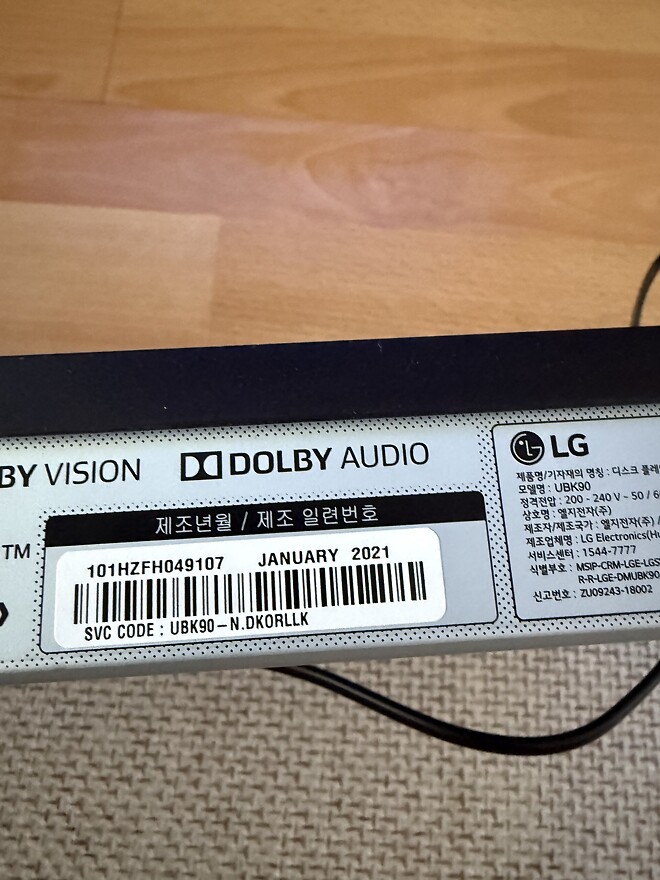 BY VISION
DOLBY AUDIO
TM
제조년월 / 제조 일련번호
101HZFH049107 JANUARY 2021
SVC CODE : UBK90-N.DKORLLK
LG
제품명/기자재의 명칭 : 디스크 플레
모델명 : UBK90
정격전압 : 200 - 240 V ~ 50 / 6
상호명 : 엘지전자(주)
제조자/제조국가 : 엘지전자(주) /
제조업체명 : LG Electronics(Hu
서비스센터 : 1544-7777
식별부호 : MSIP-CRM-LGE-LGS
R-R-LGE-DMUBK90
신고번호 : ZU09243-18002